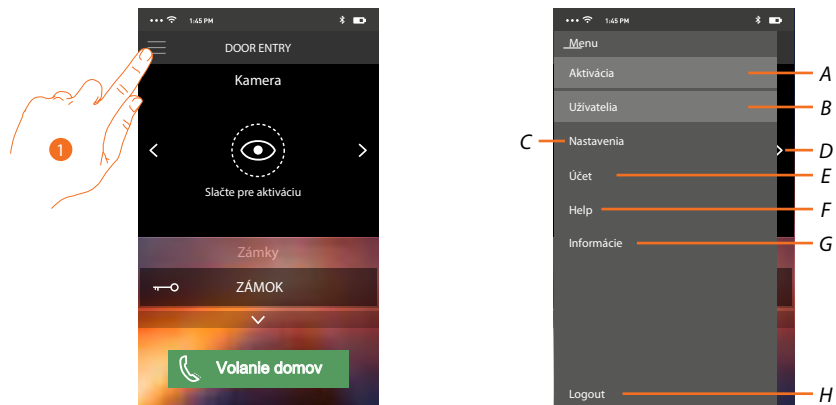 1:45 PM
DOOR ENTRY
Kamera
Slačte pre aktiváciu
Zámky
ZÁMOK
Volanie domov
1
1:45 PM
Menu
Aktivácia
A
Užívatelia
B
C
Nastavenia
D
Účet
E
Help
F
Informácie
G
Logout
H